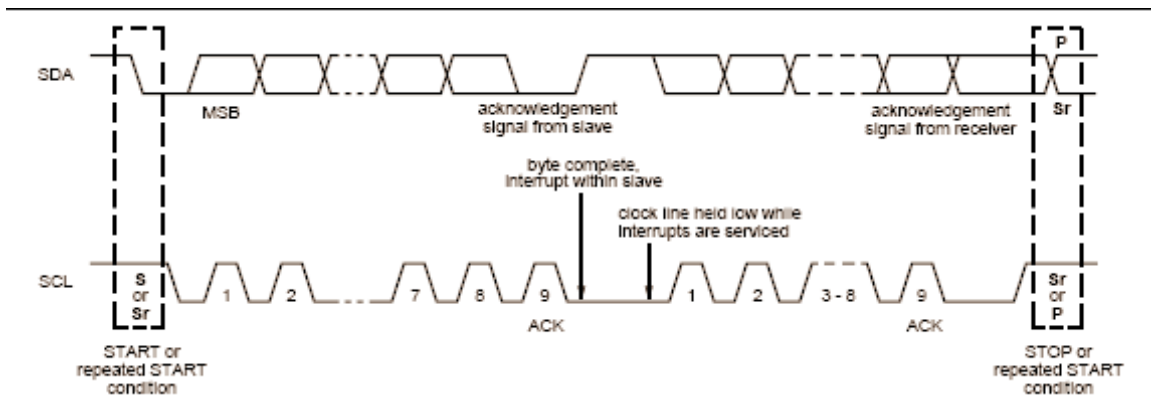 P
SDA
MSB
acknowledgement
signal from slave
acknowledgement
signal from receiver
Sr
byte complete,
interrupt within slave
clock line held low while
interrupts are serviced
SCL
S
or
Sr
1
2
7
8
9
1
2
3 - 8
9
Sr
or
P
ACK
ACK
START or
repeated START
condition
STOP or
repeated START
condition